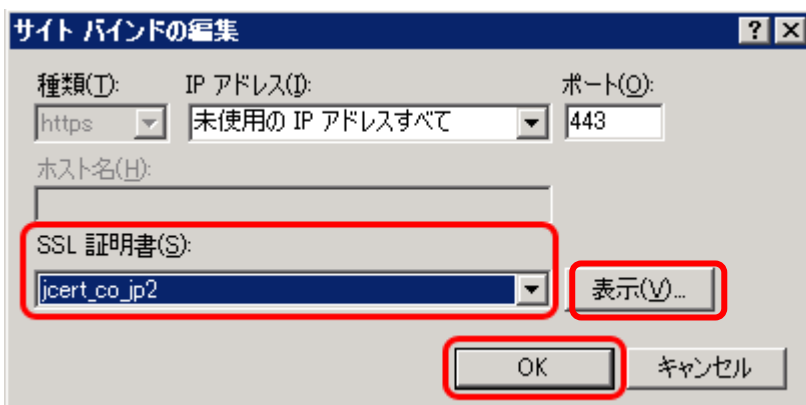 サイト バインドの編集
種類(T): IP アドレス(I): ポート(O):
https 未使用の IP アドレスすべて 443
ホスト名(H):
SSL 証明書(S):
jcert_co_jp2 表示(V)...
OK キャンセル